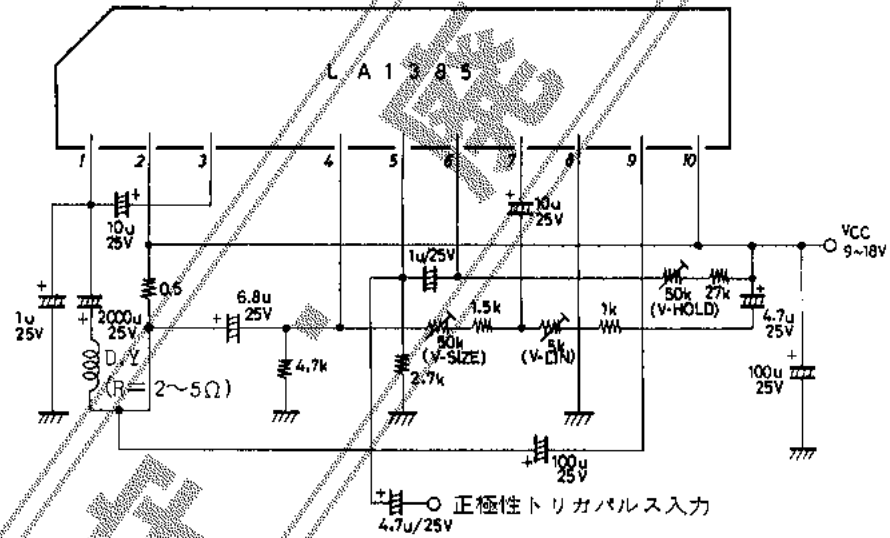 LA1385
1 2 3 4 5 6 7 8 9 10
10u
25V
10u
25V
VCC
9~18V
1u/25V
0.5
6.8u
25V
1.5k
50k
(V-HOLD)
27k
1k
1u
25V
2000u
25V
4.7u
25V
50k
(V-SIZE)
5k
(V-LIN)
D.Y
(R=2~5Ω)
4.7k
2.7k
100u
25V
100u
25V
正極性トリガパルス入力
4.7u/25V